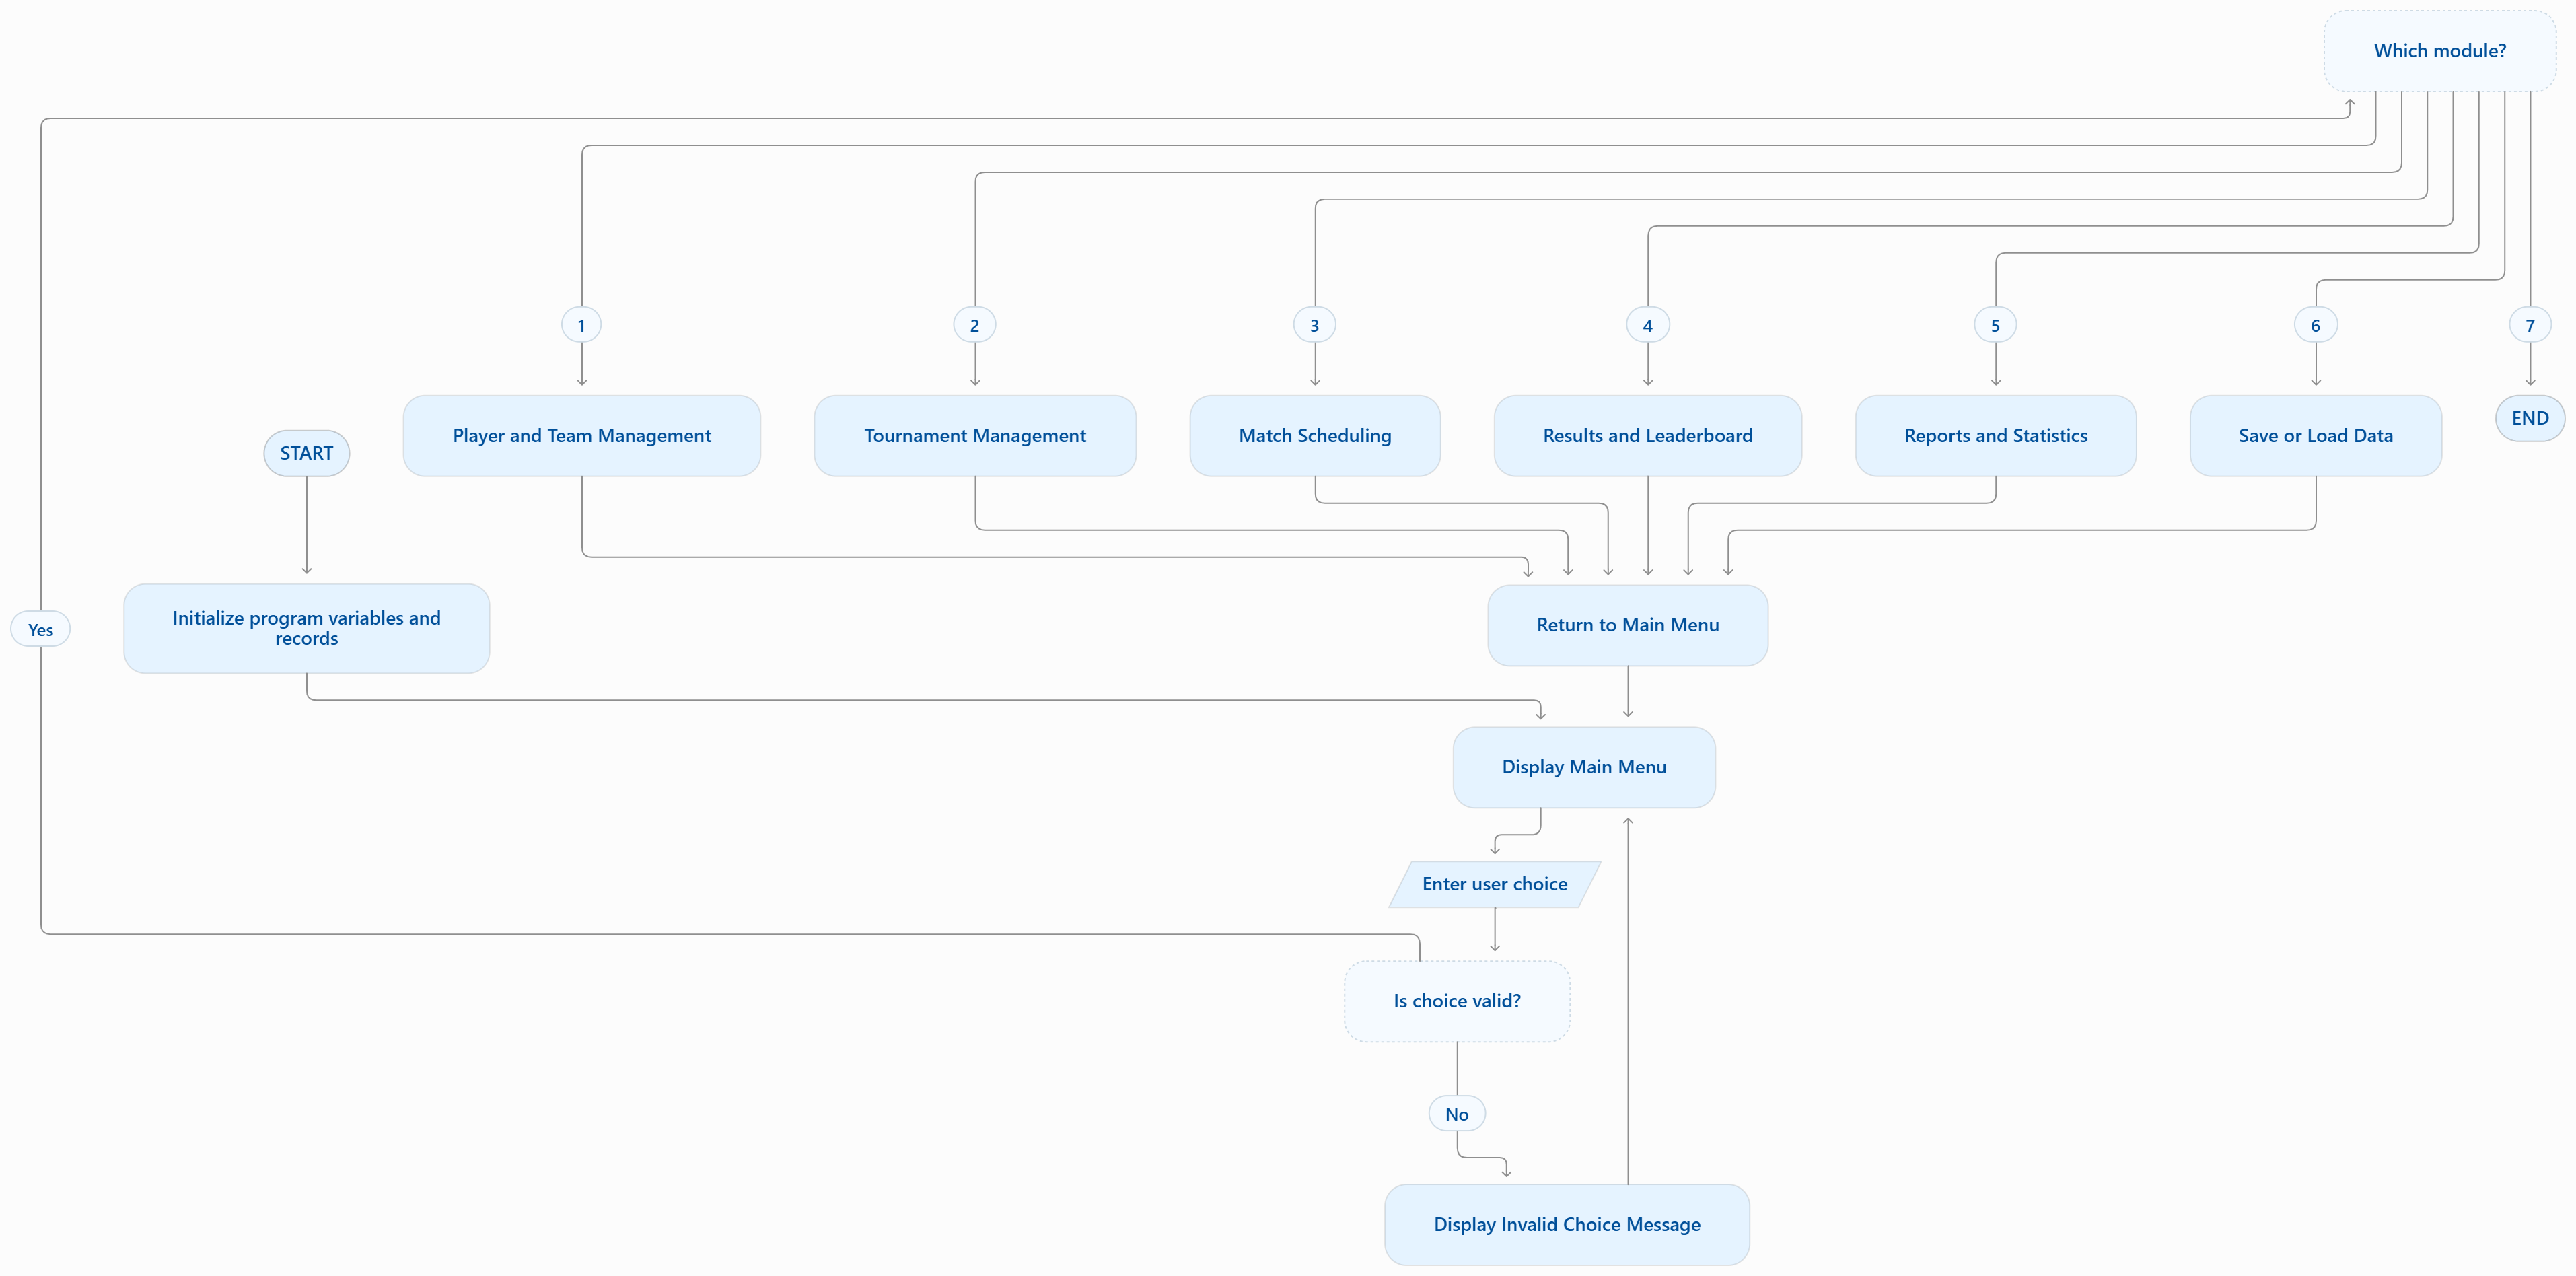 Which module?
1
2
3
4
5
6
7
Player and Team Management
Tournament Management
Match Scheduling
Results and Leaderboard
Reports and Statistics
Save or Load Data
END
START
Yes
Initialize program variables and
records
Return to Main Menu
Display Main Menu
Enter user choice
Is choice valid?
No
Display Invalid Choice Message